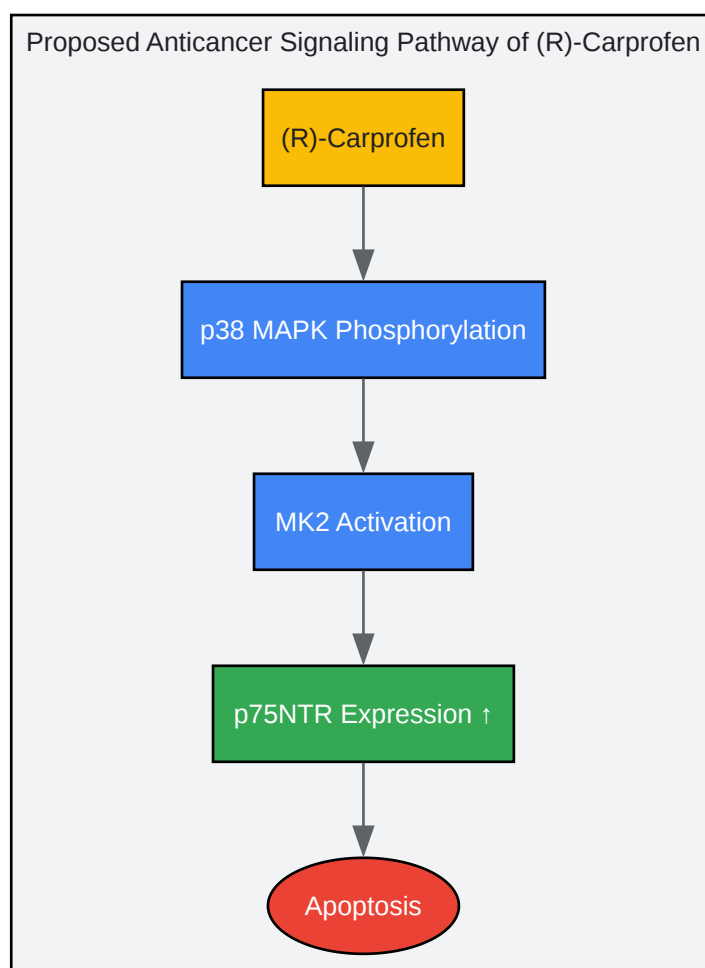 Proposed Anticancer Signaling Pathway of (R)-Carprofen
(R)-Carprofen
p38 MAPK Phosphorylation
MK2 Activation
p75NTR Expression ↑
Apoptosis